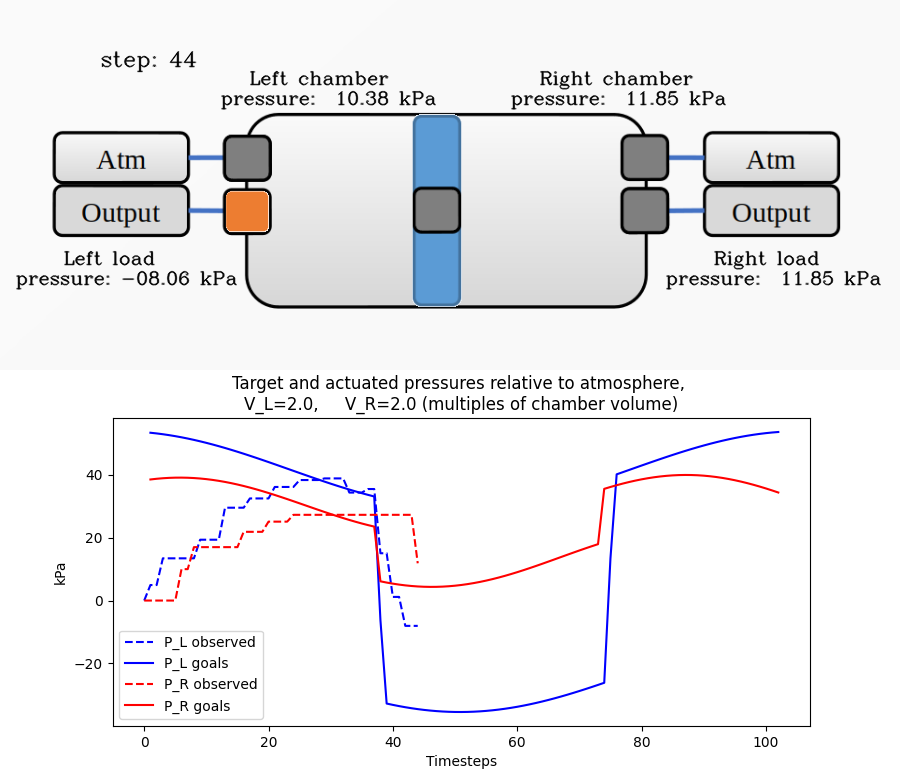 step: 44
Left chamber
pressure:  10.38 kPa
Right chamber
pressure:  11.85 kPa
Atm
Output
Atm
Output
Left load
pressure: -08.06 kPa
Right load
pressure:  11.85 kPa
Target and actuated pressures relative to atmosphere,
V_L=2.0,     V_R=2.0 (multiples of chamber volume)
kPa
40
20
0
−20
P_L observed
P_L goals
P_R observed
P_R goals
0 20 40 60 80 100
Timesteps